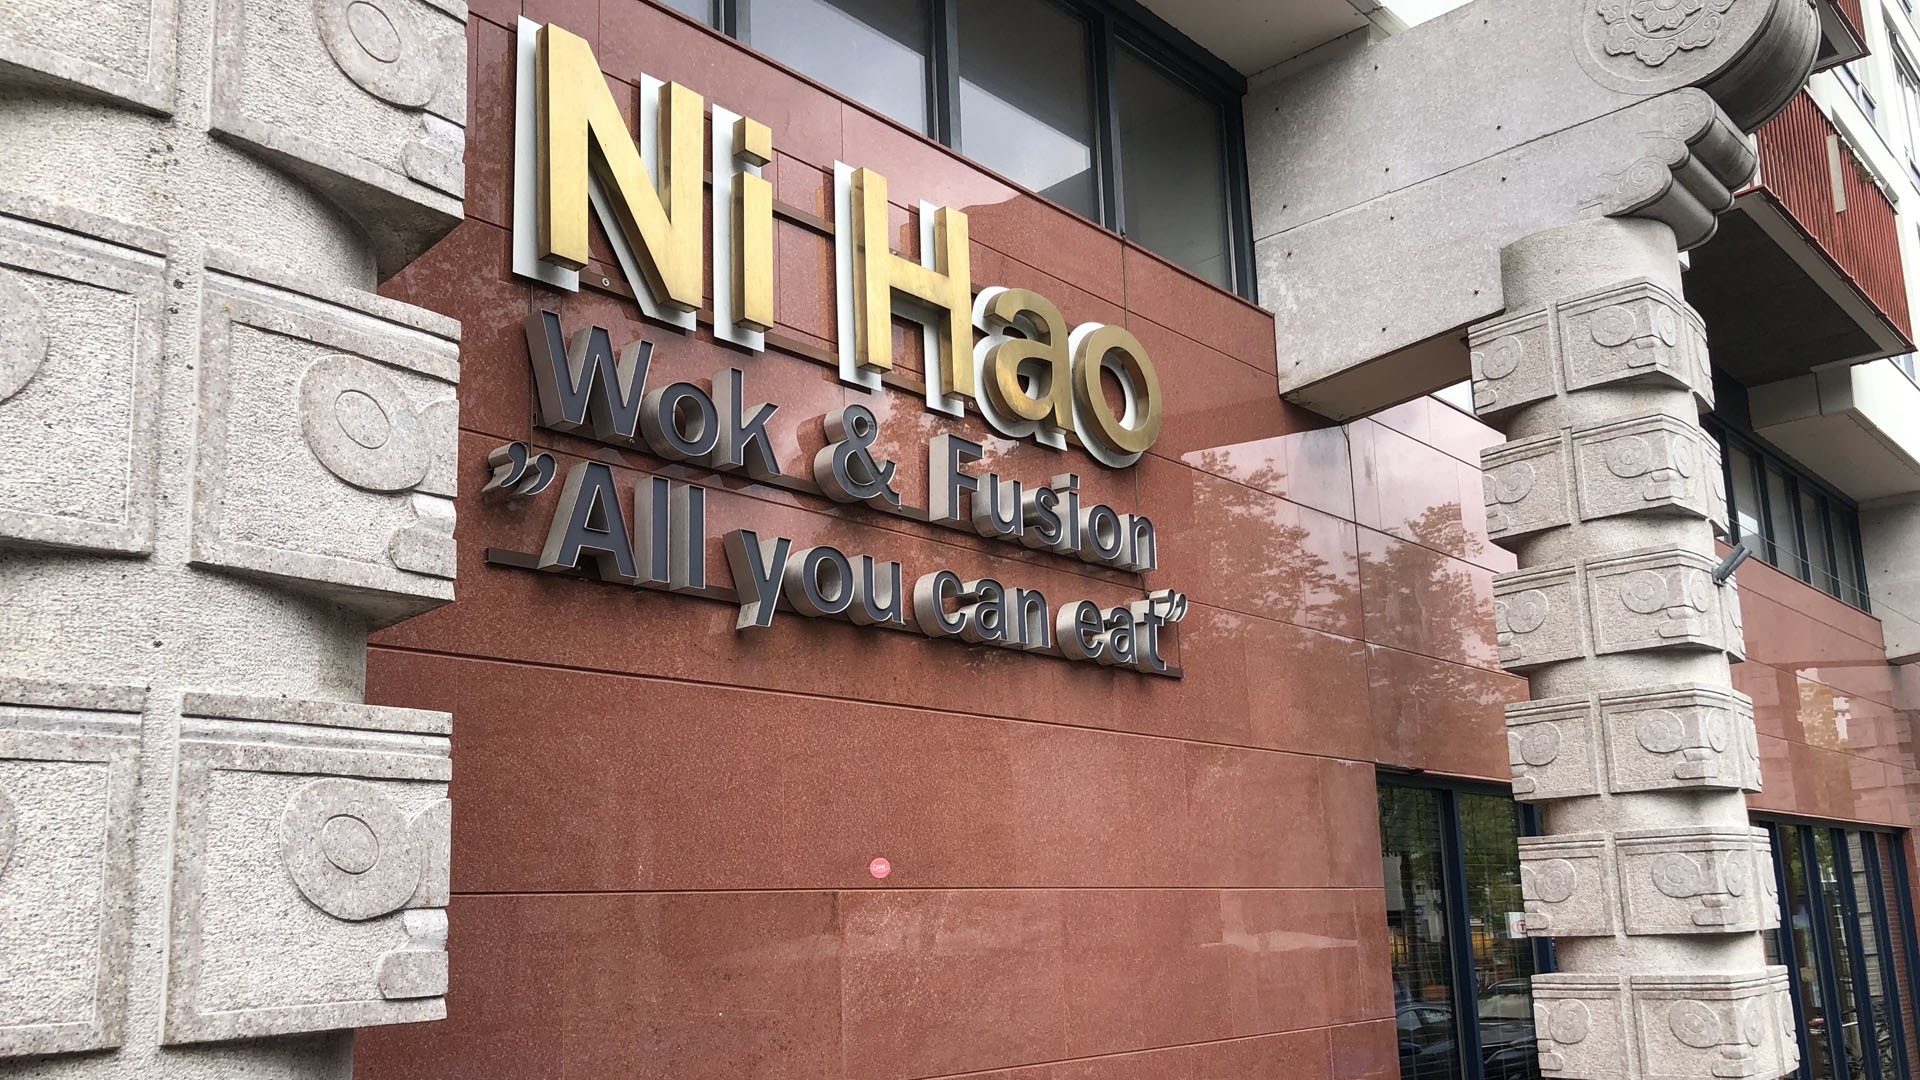 Ni Hao
Wok & Fusion
”All you can eat”